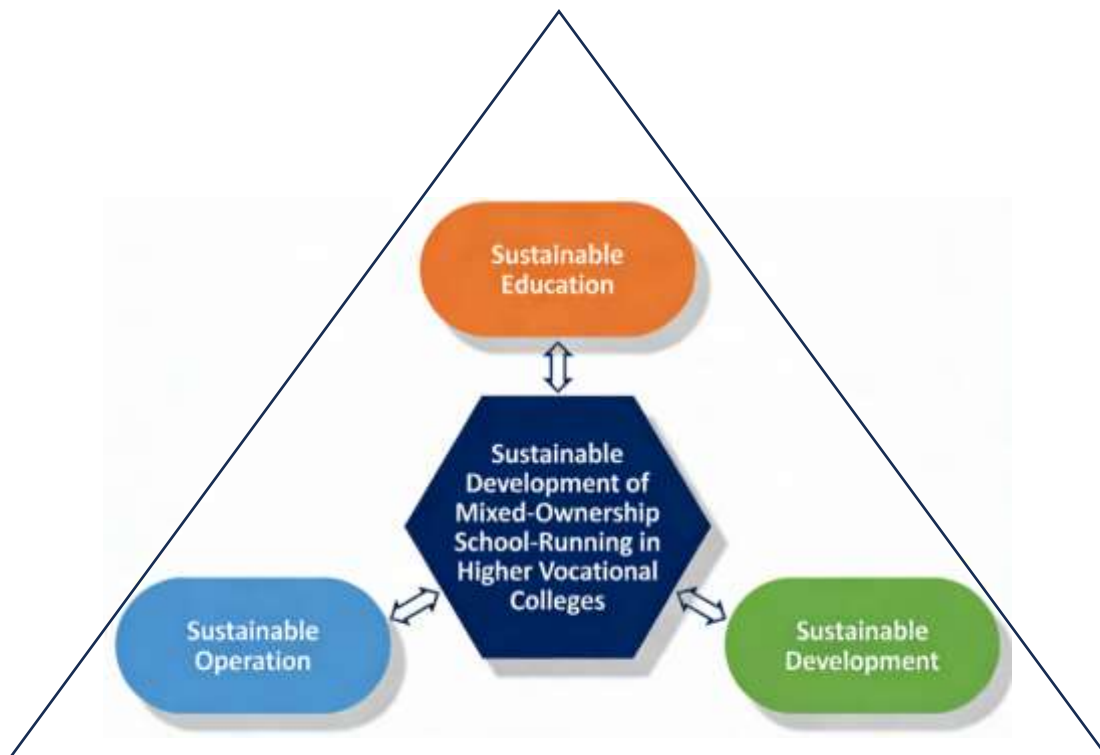 Sustainable
Education
Sustainable
Development of
Mixed-Ownership
School-Running in
Higher Vocational
Colleges
Sustainable
Operation
Sustainable
Development